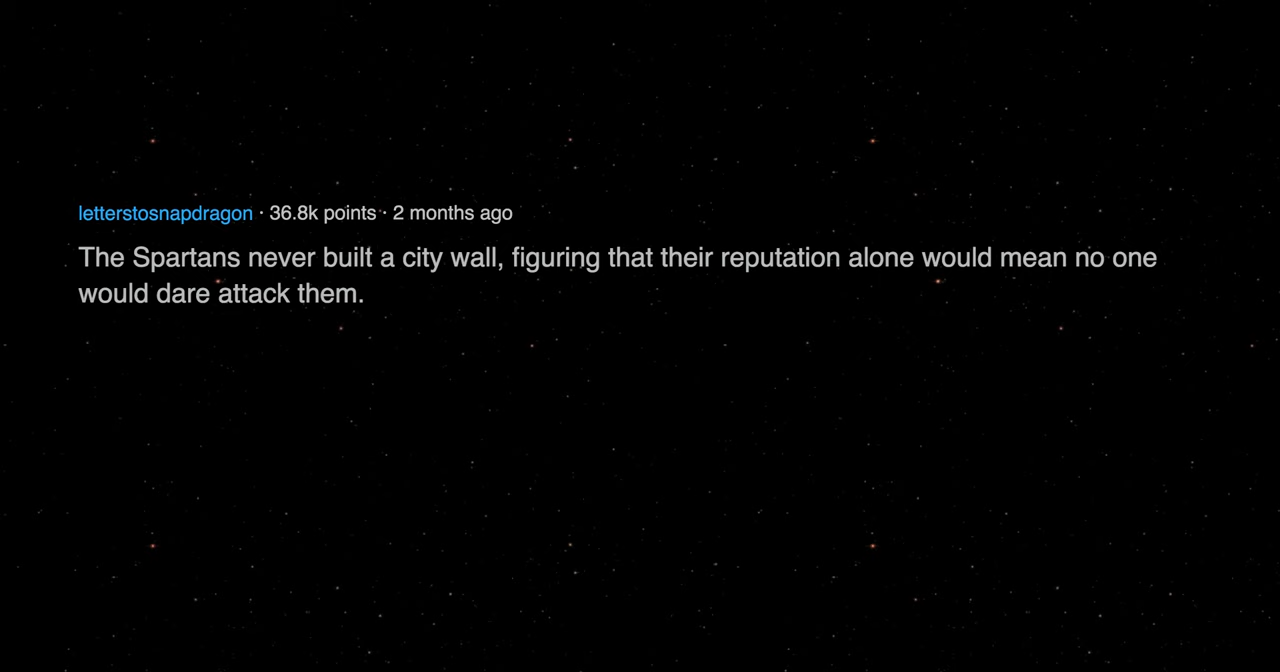 letterstosnapdragon · 36.8k points · 2 months ago
The Spartans never built a city wall, figuring that their reputation alone would mean no one
would dare attack them.